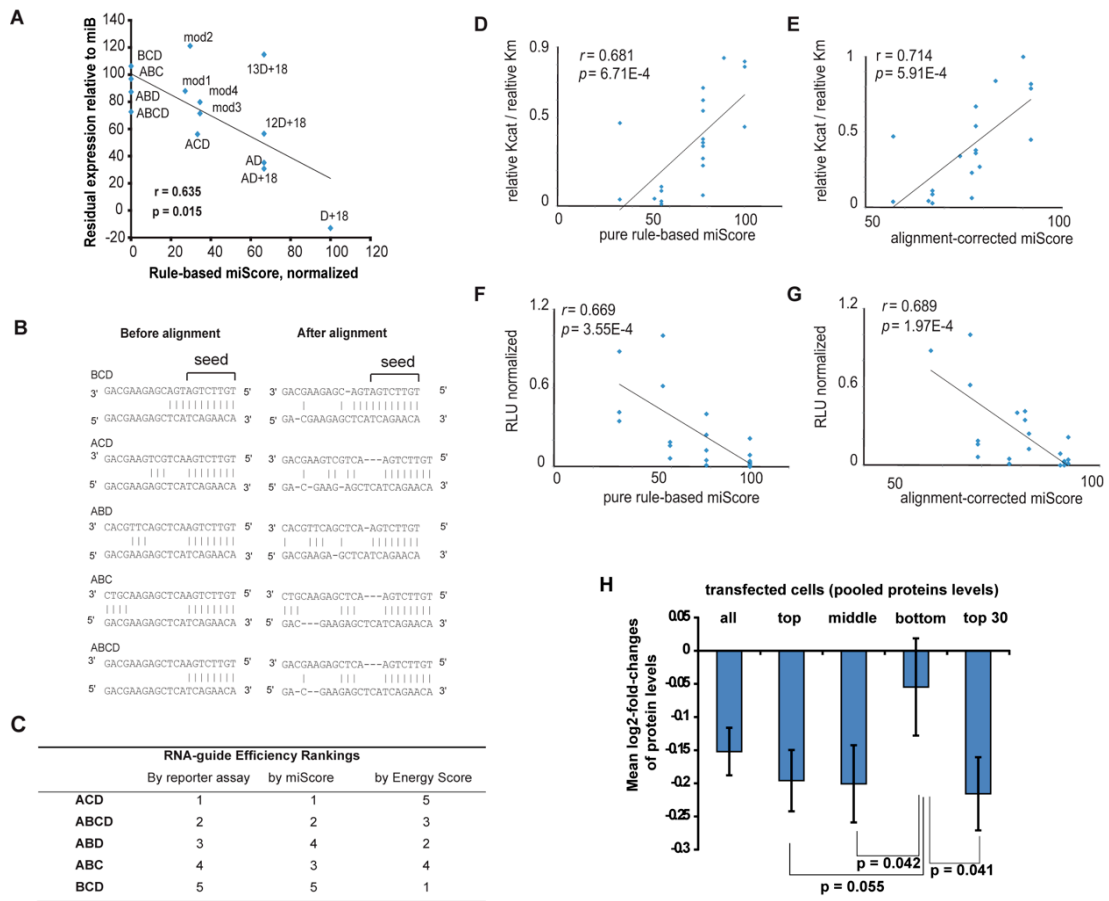 A
Residual expression relative to miB
140
120
100
80
60
40
20
0
-20
0 20 40 60 80 100 120
Rule-based miScore, normalized
BCD
ABC
ABD
ABCD
mod2
mod1
mod4
mod3
ACD
13D+18
12D+18
AD
AD+18
D+18
r = 0.635
p = 0.015
B
Before alignment After alignment
seed seed
BCD
3' GACGAAGAGCAGTAGTCTTGT 5' 3' GACGAAGAGC-AGTAGTCTTGT 5'
5' GACGAAGAGCTCATCAGAACA 3' 5' GA-CGAAGAGCTCATCAGAACA 3'
ACD
3' GACGAAGTCGTCAAGTCTTGT 5' 3' GACGAAGTCGTCA---AGTCTTGT 5'
5' GACGAAGAGCTCATCAGAACA 3' 5' GA-C-GAAG-AGCTCATCAGAACA 3'
ABD
3' CACGTTCAGCTCAAGTCTTGT 5' 3' CACGTTCAGCTCA-AGTCTTGT 5'
5' GACGAAGAGCTCATCAGAACA 3' 5' GACGAAGA-GCTCATCAGAACA 3'
ABC
3' CTGCAAGAGCTCAAGTCTTGT 5' 3' CTGCAAGAGCTCA---AGTCTTGT 5'
5' GACGAAGAGCTCATCAGAACA 3' 5' GAC---GAAGAGCTCATCAGAACA 3'
ABCD
3' GACGAAGAGCTCAAGTCTTGT 5' 3' GACGAAGAGCTCA---AGTCTTGT 5'
5' GACGAAGAGCTCATCAGAACA 3' 5' GA-C--GAAGAGCTCATCAGAACA 3'
C
RNA-guide Efficiency Rankings
By reporter assay by miScore by Energy Score
ACD 1 1 5
ABCD 2 2 3
ABD 3 4 2
ABC 4 3 4
BCD 5 5 1
D
relative Kcat / realtive Km
0.9
0.5
0
r = 0.681
p = 6.71E-4
0 50 100
pure rule-based miScore
E
relative Kcat / relative Km
1
0.5
0
r = 0.714
p = 5.91E-4
50 100
alignment-corrected miScore
F
RLU normalized
1.2
0.6
0
r = 0.669
p = 3.55E-4
0 50 100
pure rule-based miScore
G
RLU normalized
1.2
0.6
0
r = 0.689
p = 1.97E-4
50 100
alignment-corrected miScore
H
transfected cells (pooled proteins levels)
all top middle bottom top 30
Mean log2-fold-changes
of protein levels
0.05
0
-0.05
-0.1
-0.15
-0.2
-0.25
-0.3
p = 0.042
p = 0.041
p = 0.055